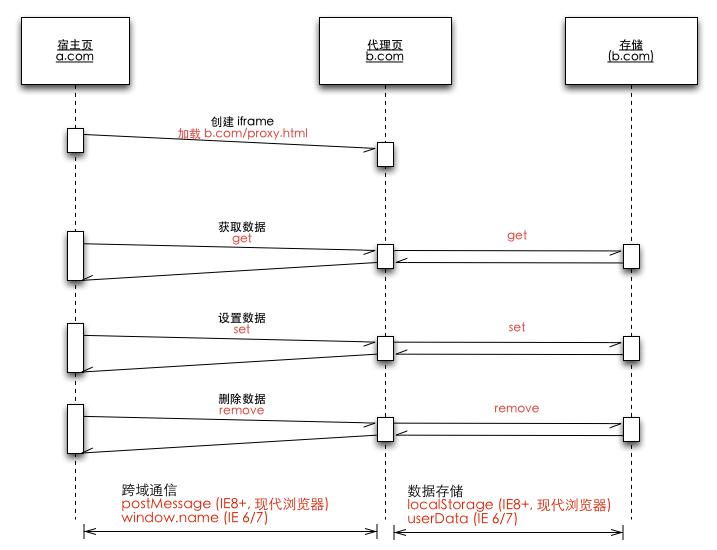 宿主页
a.com
代理页
b.com
存储
(b.com)
创建 iframe
加载 b.com/proxy.html
获取数据
get
get
设置数据
set
set
删除数据
remove
remove
跨域通信
postMessage (IE8+, 现代浏览器)
window.name (IE 6/7)
数据存储
localStorage (IE8+, 现代浏览器)
userData (IE 6/7)